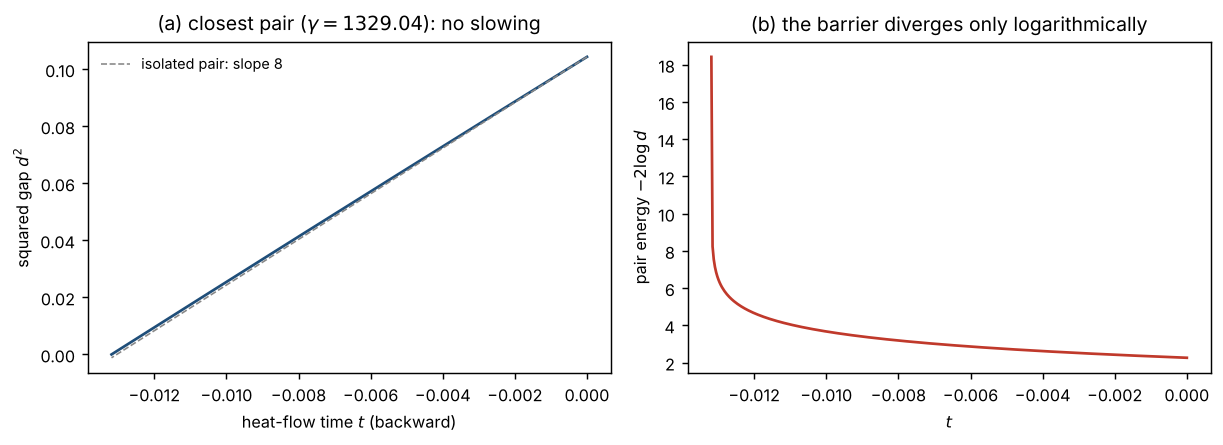 (a) closest pair (γ = 1329.04): no slowing
isolated pair: slope 8
squared gap d²
0.10
0.08
0.06
0.04
0.02
0.00
−0.012 −0.010 −0.008 −0.006 −0.004 −0.002 0.000
heat-flow time t (backward)
(b) the barrier diverges only logarithmically
pair energy −2log d
18
16
14
12
10
8
6
4
2
−0.012 −0.010 −0.008 −0.006 −0.004 −0.002 0.000
t